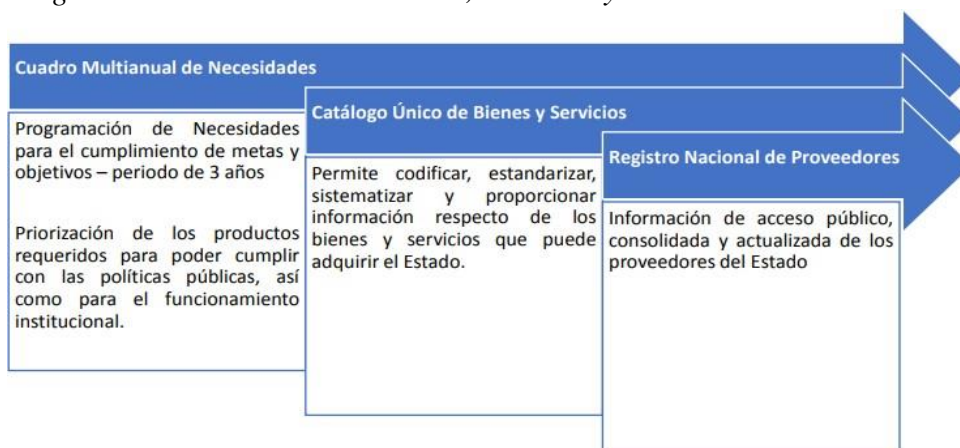 Cuadro Multianual de Necesidades
Programación de Necesidades
para el cumplimiento de metas y
objetivos – periodo de 3 años
Priorización de los productos
requeridos para poder cumplir
con las políticas públicas, así
como para el funcionamiento
institucional.
Catálogo Único de Bienes y Servicios
Permite codificar, estandarizar,
sistematizar y proporcionar
información respecto de los
bienes y servicios que puede
adquirir el Estado.
Registro Nacional de Proveedores
Información de acceso público,
consolidada y actualizada de los
proveedores del Estado